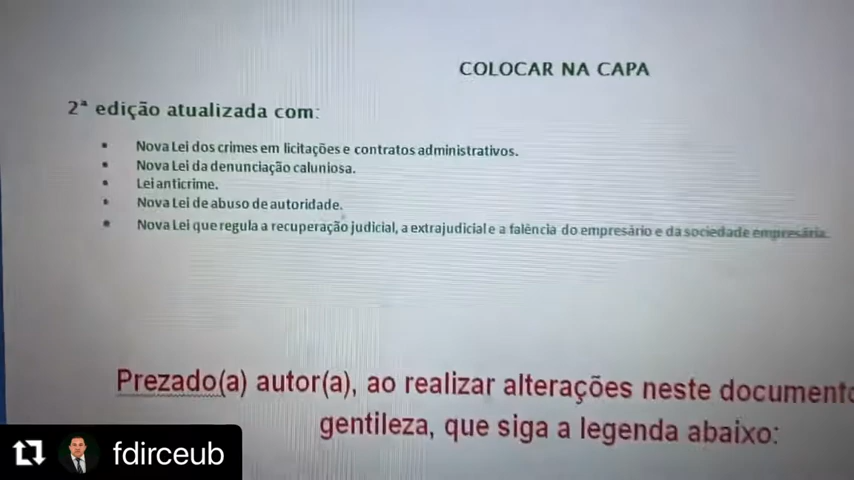 COLOCAR NA CAPA
2ª edição atualizada com:
• Nova Lei dos crimes em licitações e contratos administrativos.
• Nova Lei da denunciação caluniosa.
• Lei anticrime.
• Nova Lei de abuso de autoridade.
• Nova Lei que regula a recuperação judicial, a extrajudicial e a falência do empresário e da sociedade empresária.
Prezado(a) autor(a), ao realizar alterações neste documento
gentileza, que siga a legenda abaixo:
fdirceub